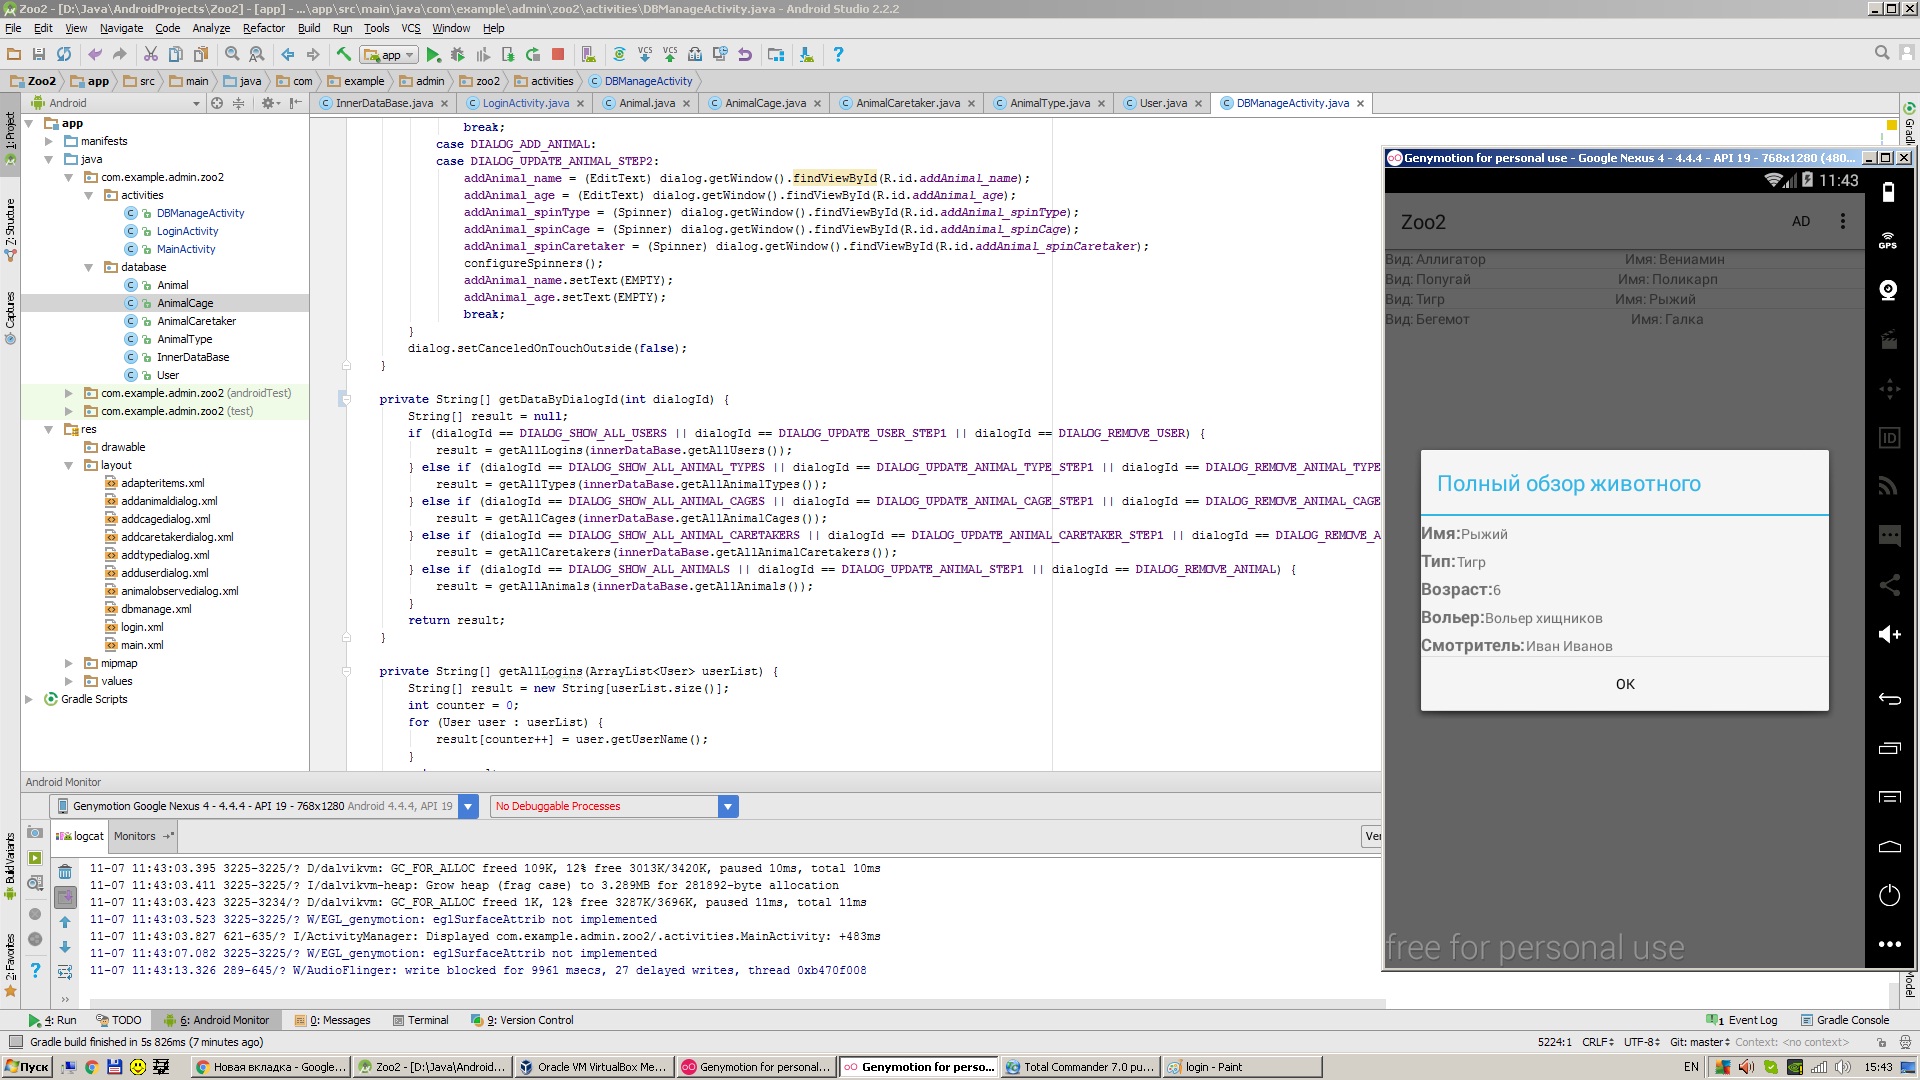 Zoo2 - [D:\Java\AndroidProjects\Zoo2] - [app] - ...\app\src\main\java\com\example\admin\zoo2\activities\DBManageActivity.java - Android Studio 2.2.2
File Edit View Navigate Code Analyze Refactor Build Run Tools VCS Window Help
app
Zoo2 app src main java com example admin zoo2 activities DBManageActivity
Android
InnerDataBase.java LoginActivity.java Animal.java AnimalCage.java AnimalCaretaker.java AnimalType.java User.java DBManageActivity.java
1: Project
Z: Structure
Captures
Build Variants
2: Favorites
app
manifests
java
com.example.admin.zoo2
activities
DBManageActivity
LoginActivity
MainActivity
database
Animal
AnimalCage
AnimalCaretaker
AnimalType
InnerDataBase
User
com.example.admin.zoo2 (androidTest)
com.example.admin.zoo2 (test)
res
drawable
layout
adapteritems.xml
addanimaldialog.xml
addcagedialog.xml
addcaretakerdialog.xml
addtypedialog.xml
adduserdialog.xml
animalobservedialog.xml
dbmanage.xml
login.xml
main.xml
mipmap
values
Gradle Scripts
break;
case DIALOG_ADD_ANIMAL:
case DIALOG_UPDATE_ANIMAL_STEP2:
addAnimal_name = (EditText) dialog.getWindow().findViewById(R.id.addAnimal_name);
addAnimal_age = (EditText) dialog.getWindow().findViewById(R.id.addAnimal_age);
addAnimal_spinType = (Spinner) dialog.getWindow().findViewById(R.id.addAnimal_spinType);
addAnimal_spinCage = (Spinner) dialog.getWindow().findViewById(R.id.addAnimal_spinCage);
addAnimal_spinCaretaker = (Spinner) dialog.getWindow().findViewById(R.id.addAnimal_spinCaretaker);
configureSpinners();
addAnimal_name.setText(EMPTY);
addAnimal_age.setText(EMPTY);
break;
}
dialog.setCanceledOnTouchOutside(false);
}
private String[] getDataByDialogId(int dialogId) {
String[] result = null;
if (dialogId == DIALOG_SHOW_ALL_USERS || dialogId == DIALOG_UPDATE_USER_STEP1 || dialogId == DIALOG_REMOVE_USER) {
result = getAllLogins(innerDataBase.getAllUsers());
} else if (dialogId == DIALOG_SHOW_ALL_ANIMAL_TYPES || dialogId == DIALOG_UPDATE_ANIMAL_TYPE_STEP1 || dialogId == DIALOG_REMOVE_ANIMAL_TYPE
result = getAllTypes(innerDataBase.getAllAnimalTypes());
} else if (dialogId == DIALOG_SHOW_ALL_ANIMAL_CAGES || dialogId == DIALOG_UPDATE_ANIMAL_CAGE_STEP1 || dialogId == DIALOG_REMOVE_ANIMAL_CAGE
result = getAllCages(innerDataBase.getAllAnimalCages());
} else if (dialogId == DIALOG_SHOW_ALL_ANIMAL_CARETAKERS || dialogId == DIALOG_UPDATE_ANIMAL_CARETAKER_STEP1 || dialogId == DIALOG_REMOVE_A
result = getAllCaretakers(innerDataBase.getAllAnimalCaretakers());
} else if (dialogId == DIALOG_SHOW_ALL_ANIMALS || dialogId == DIALOG_UPDATE_ANIMAL_STEP1 || dialogId == DIALOG_REMOVE_ANIMAL) {
result = getAllAnimals(innerDataBase.getAllAnimals());
}
return result;
}
private String[] getAllLogins(ArrayList<User> userList) {
String[] result = new String[userList.size()];
int counter = 0;
for (User user : userList) {
result[counter++] = user.getUserName();
}
Genymotion for personal use - Google Nexus 4 - 4.4.4 - API 19 - 768x1280 (480...
11:43
Zoo2 AD
GPS
ID
Вид: Аллигатор Имя: Вениамин
Вид: Попугай Имя: Поликарп
Вид: Тигр Имя: Рыжий
Вид: Бегемот Имя: Галка
Полный обзор животного
Имя:Рыжий
Тип:Тигр
Возраст:6
Вольер:Вольер хищников
Смотритель:Иван Иванов
OK
free for personal use
Android Monitor
Genymotion Google Nexus 4 - 4.4.4 - API 19 - 768x1280 Android 4.4.4, API 19 No Debuggable Processes
logcat Monitors Ver
11-07 11:43:03.395 3225-3225/? D/dalvikvm: GC_FOR_ALLOC freed 109K, 12% free 3013K/3420K, paused 10ms, total 10ms
11-07 11:43:03.411 3225-3225/? I/dalvikvm-heap: Grow heap (frag case) to 3.289MB for 281892-byte allocation
11-07 11:43:03.423 3225-3234/? D/dalvikvm: GC_FOR_ALLOC freed 1K, 12% free 3287K/3696K, paused 11ms, total 11ms
11-07 11:43:03.523 3225-3225/? W/EGL_genymotion: eglSurfaceAttrib not implemented
11-07 11:43:03.827 621-635/? I/ActivityManager: Displayed com.example.admin.zoo2/.activities.MainActivity: +483ms
11-07 11:43:07.082 3225-3225/? W/EGL_genymotion: eglSurfaceAttrib not implemented
11-07 11:43:13.326 289-645/? W/AudioFlinger: write blocked for 9961 msecs, 27 delayed writes, thread 0xb470f008
4: Run TODO 6: Android Monitor 0: Messages Terminal 9: Version Control 1 Event Log Gradle Console
Gradle build finished in 5s 826ms (7 minutes ago) 5224:1 CRLF UTF-8 Git: master Context: <no context>
Пуск Новая вкладка - Google... Zoo2 - [D:\Java\Android... Oracle VM VirtualBox Me... Genymotion for personal... Genymotion for perso... Total Commander 7.0 pu... login - Paint EN 15:43